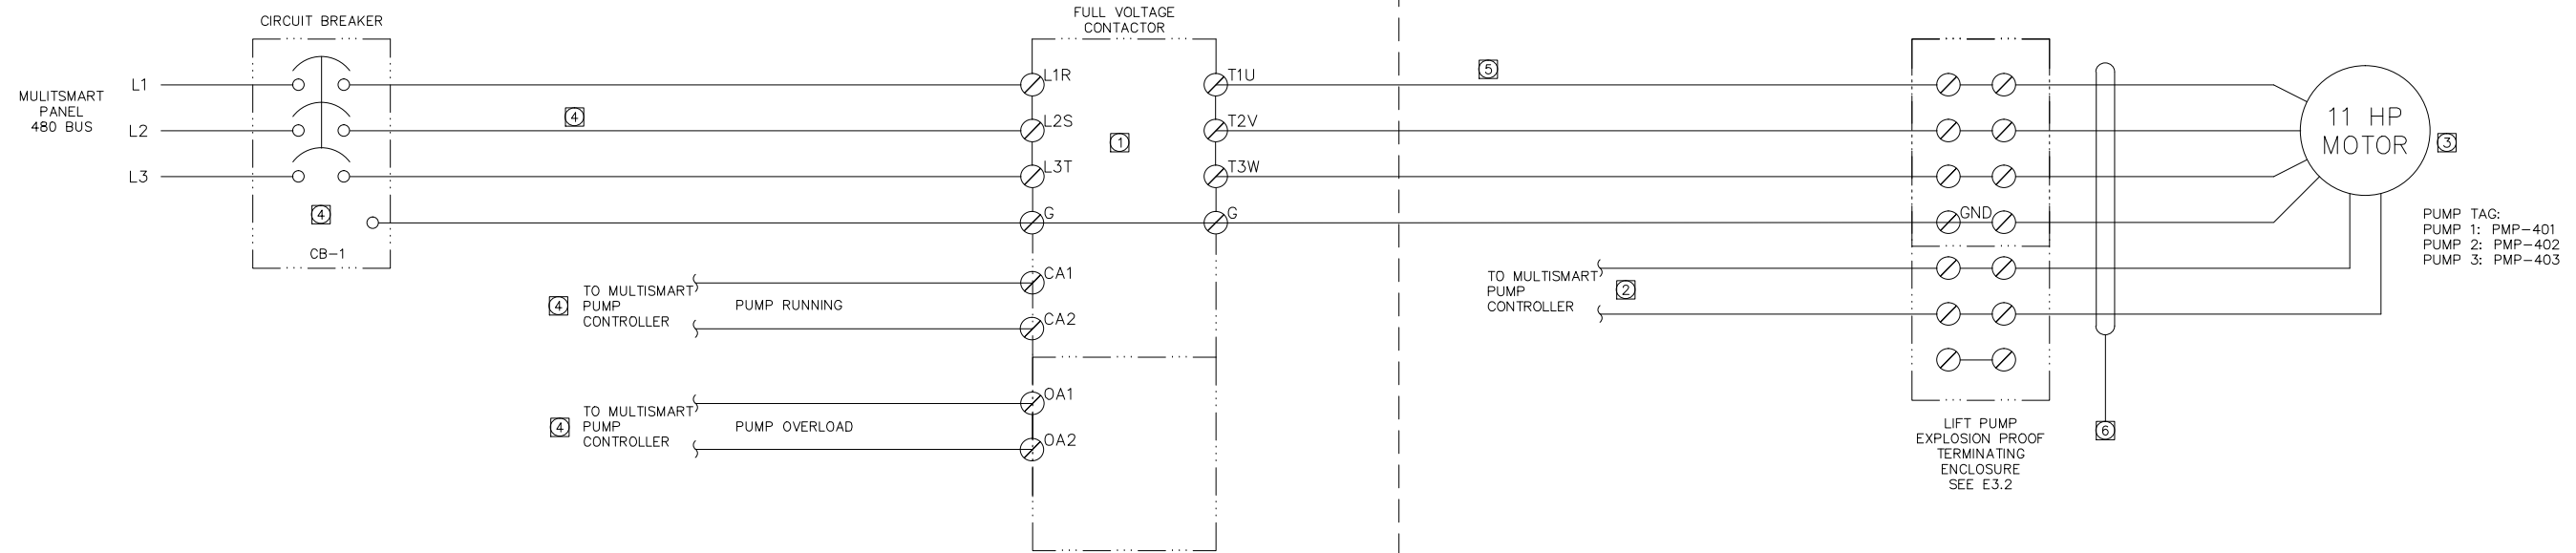 CIRCUIT BREAKER
MULITSMART
PANEL
480 BUS
L1
L2
L3
4
CB-1
4
FULL VOLTAGE
CONTACTOR
L1R
L2S
L3T
G
1
T1U
T2V
T3W
G
CA1
CA2
4
TO MULTISMART
PUMP
CONTROLLER
PUMP RUNNING
OA1
OA2
4
TO MULTISMART
PUMP
CONTROLLER
PUMP OVERLOAD
5
TO MULTISMART
PUMP
CONTROLLER
2
GND
LIFT PUMP
EXPLOSION PROOF
TERMINATING
ENCLOSURE
SEE E3.2
6
11 HP
MOTOR
3
PUMP TAG:
PUMP 1: PMP-401
PUMP 2: PMP-402
PUMP 3: PMP-403